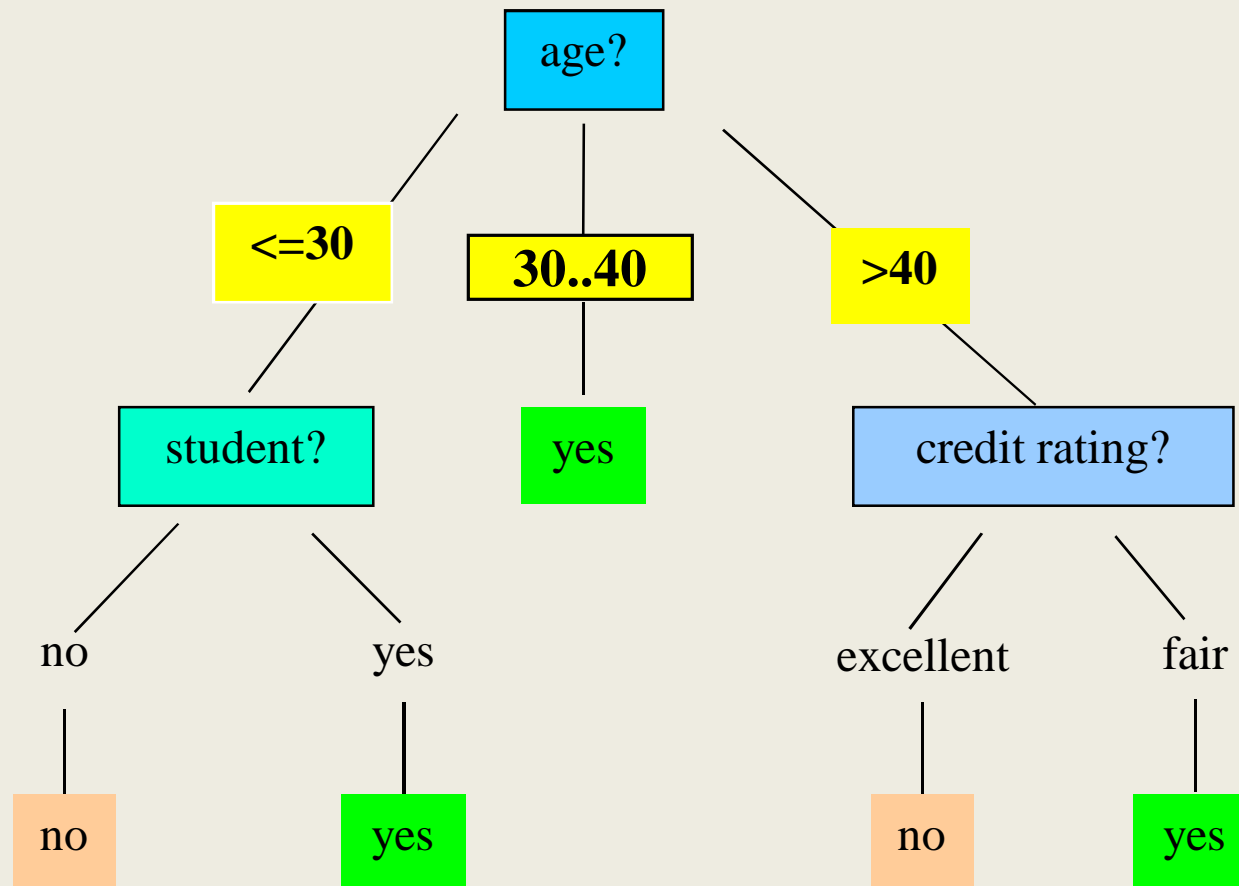 age?
<=30
30..40
>40
student?
yes
credit rating?
no
yes
excellent
fair
no
yes
no
yes